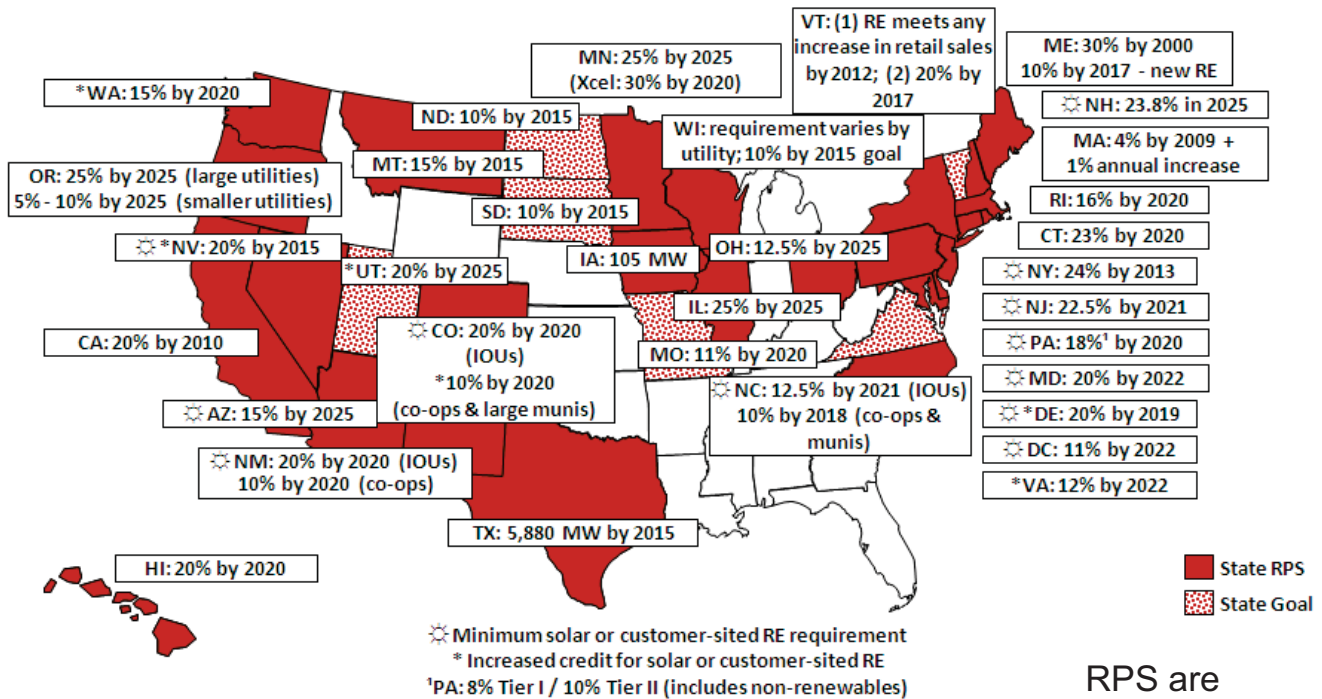 VT: (1) RE meets any
increase in retail sales
by 2012; (2) 20% by
2017
MN: 25% by 2025
(Xcel: 30% by 2020)
ME: 30% by 2000
10% by 2017 - new RE
*WA: 15% by 2020
☼ NH: 23.8% in 2025
ND: 10% by 2015
WI: requirement varies by
utility; 10% by 2015 goal
MA: 4% by 2009 +
1% annual increase
MT: 15% by 2015
OR: 25% by 2025 (large utilities)
5% - 10% by 2025 (smaller utilities)
RI: 16% by 2020
SD: 10% by 2015
CT: 23% by 2020
☼ *NV: 20% by 2015
OH: 12.5% by 2025
IA: 105 MW
*UT: 20% by 2025
☼ NY: 24% by 2013
☼ NJ: 22.5% by 2021
IL: 25% by 2025
CA: 20% by 2010
☼ CO: 20% by 2020
(IOUs)
*10% by 2020
(co-ops & large munis)
☼ PA: 18%¹ by 2020
MO: 11% by 2020
☼ MD: 20% by 2022
☼ NC: 12.5% by 2021 (IOUs)
10% by 2018 (co-ops &
munis)
☼ AZ: 15% by 2025
☼ *DE: 20% by 2019
☼ DC: 11% by 2022
☼ NM: 20% by 2020 (IOUs)
10% by 2020 (co-ops)
*VA: 12% by 2022
TX: 5,880 MW by 2015
HI: 20% by 2020
State RPS
State Goal
☼ Minimum solar or customer-sited RE requirement
* Increased credit for solar or customer-sited RE
¹PA: 8% Tier I / 10% Tier II (includes non-renewables)
RPS are